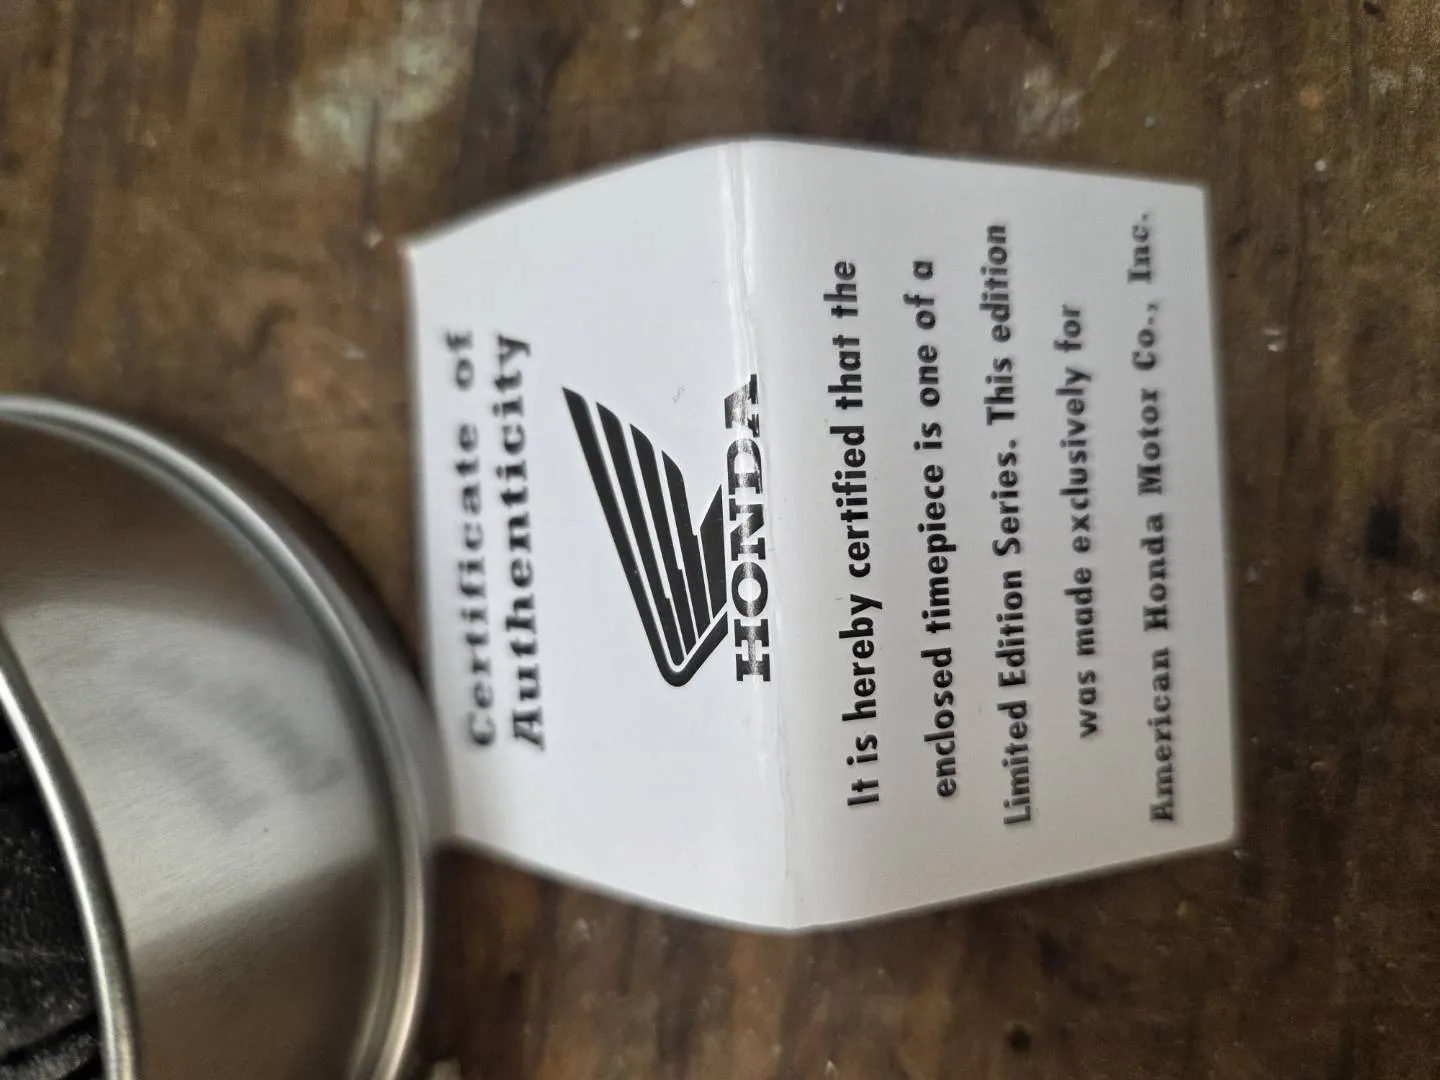 Certificate of
Authenticity
HONDA
It is hereby certified that the
enclosed timepiece is one of a
Limited Edition Series. This edition
was made exclusively for
American Honda Motor Co., Inc.